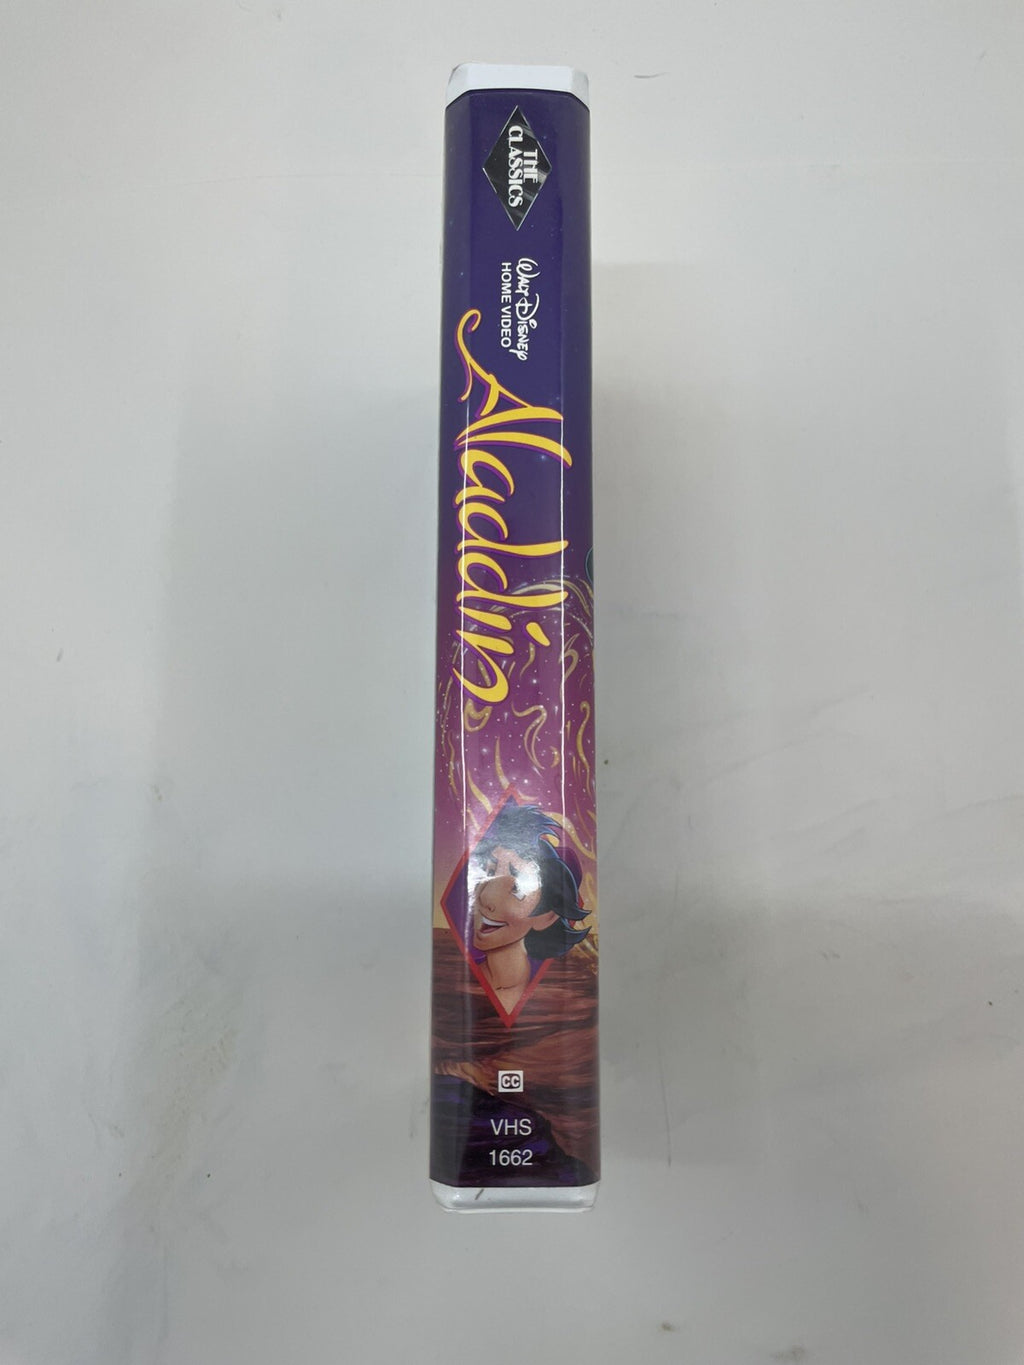 THE
CLASSICS
WALT DISNEY
HOME VIDEO
Aladdin
CC
VHS
1662